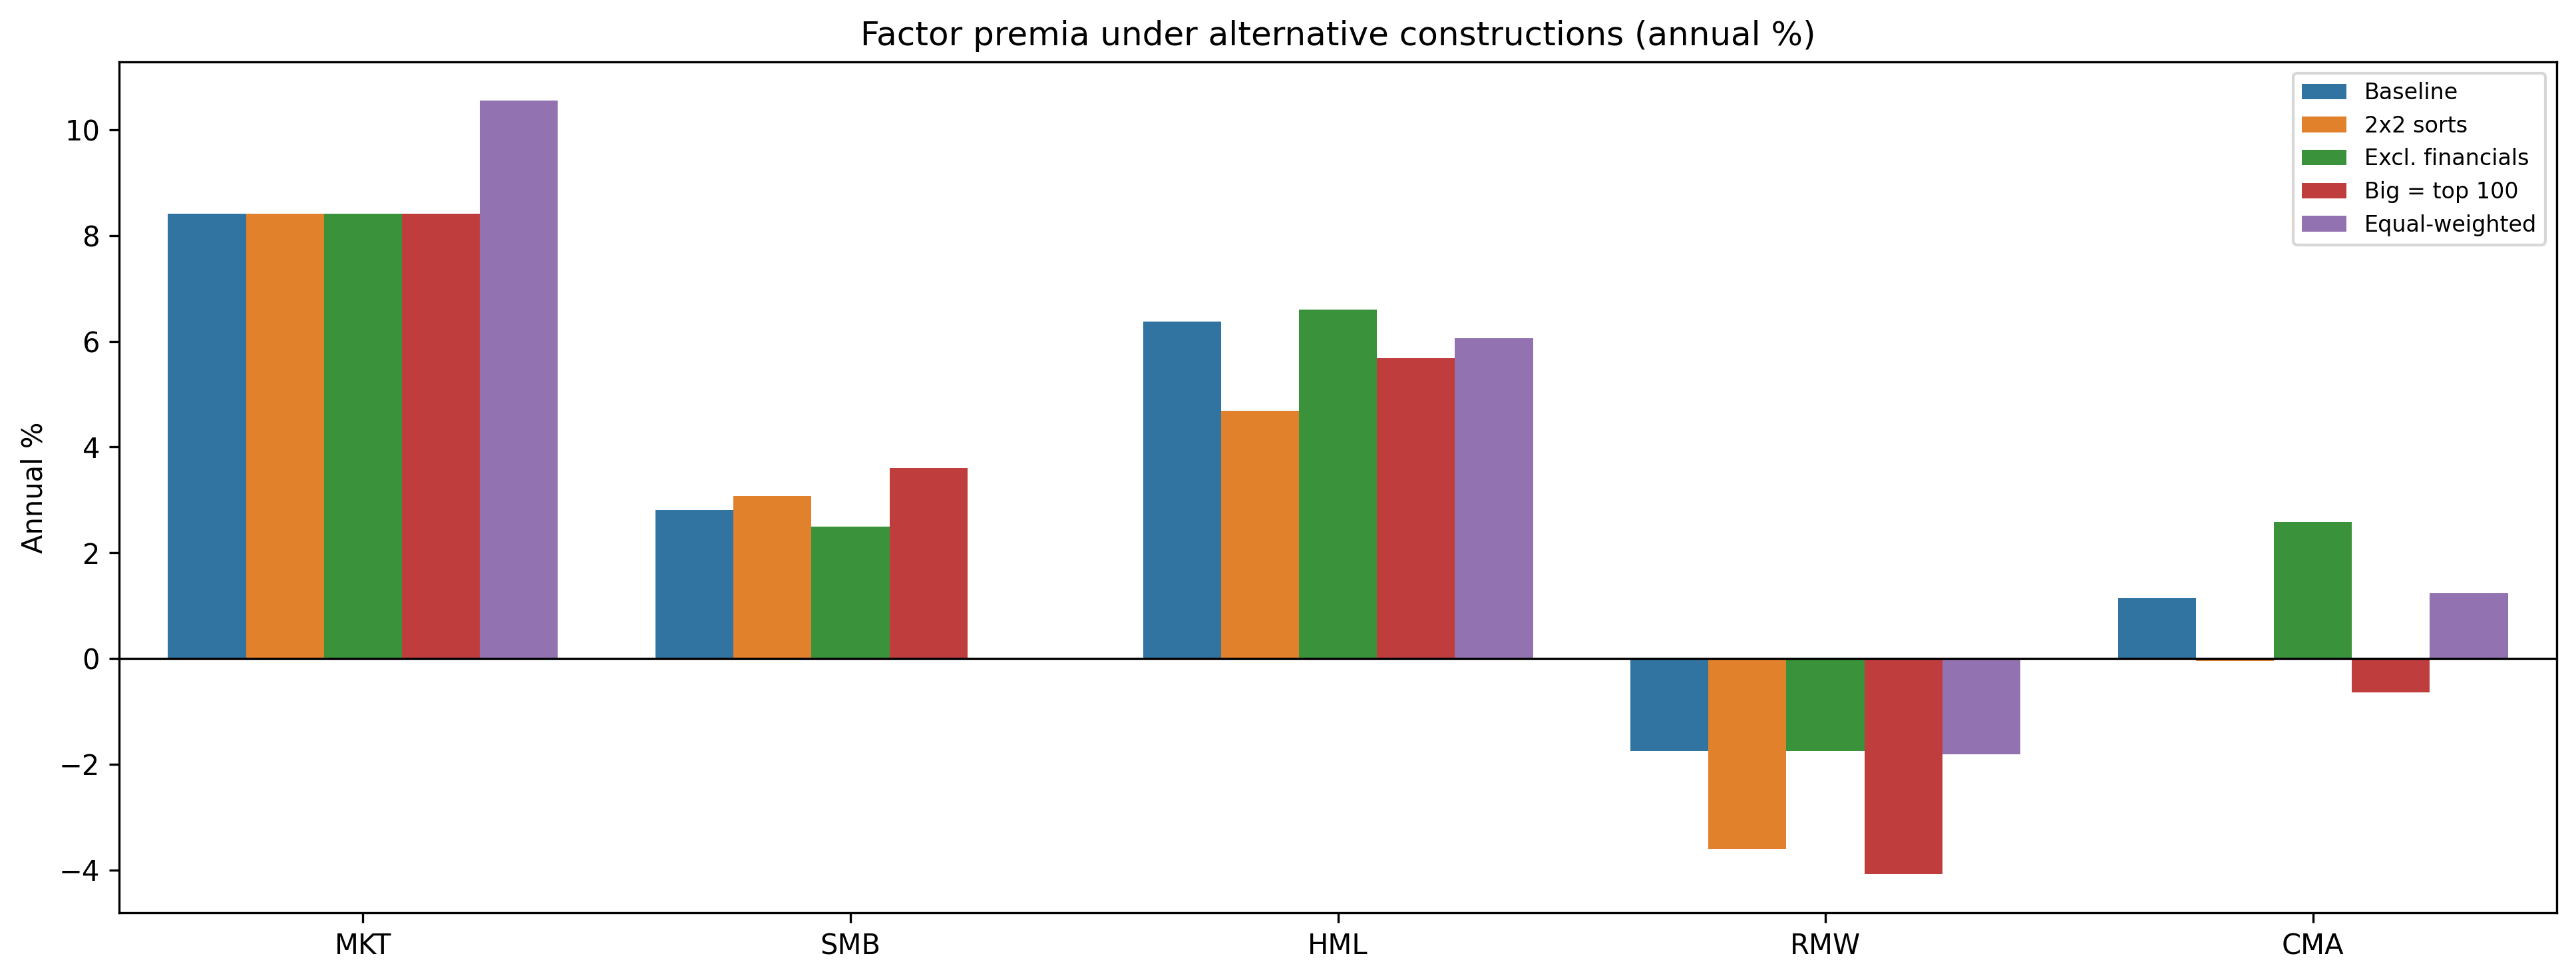 Factor premia under alternative constructions (annual %)
Baseline
2x2 sorts
Excl. financials
Big = top 100
Equal-weighted
Annual %
10
8
6
4
2
0
−2
−4
MKT SMB HML RMW CMA